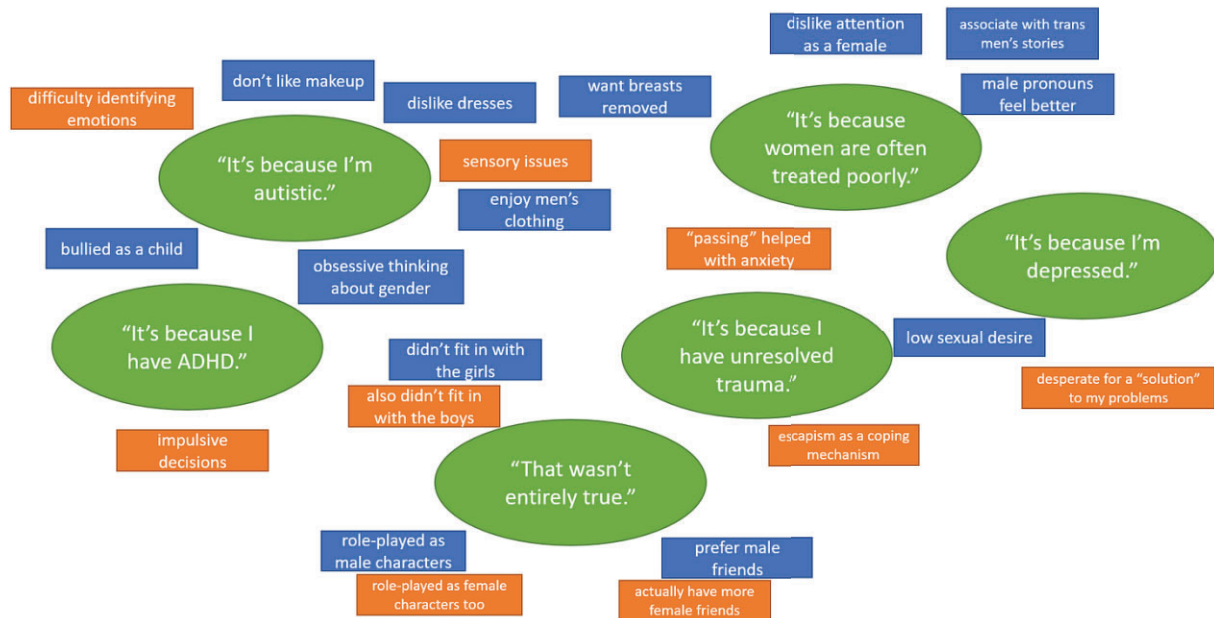 dislike attention
as a female
associate with trans
men's stories
don't like makeup
difficulty identifying
emotions
dislike dresses
want breasts
removed
male pronouns
feel better
"It's because I'm
autistic."
sensory issues
"It's because
women are often
treated poorly."
enjoy men's
clothing
bullied as a child
obsessive thinking
about gender
"passing" helped
with anxiety
"It's because I'm
depressed."
"It's because I
have ADHD."
"It's because I
have unresolved
trauma."
low sexual desire
didn't fit in with
the girls
also didn't fit in
with the boys
desperate for a "solution"
to my problems
impulsive
decisions
escapism as a coping
mechanism
"That wasn't
entirely true."
role-played as
male characters
role-played as female
characters too
prefer male
friends
actually have more
female friends